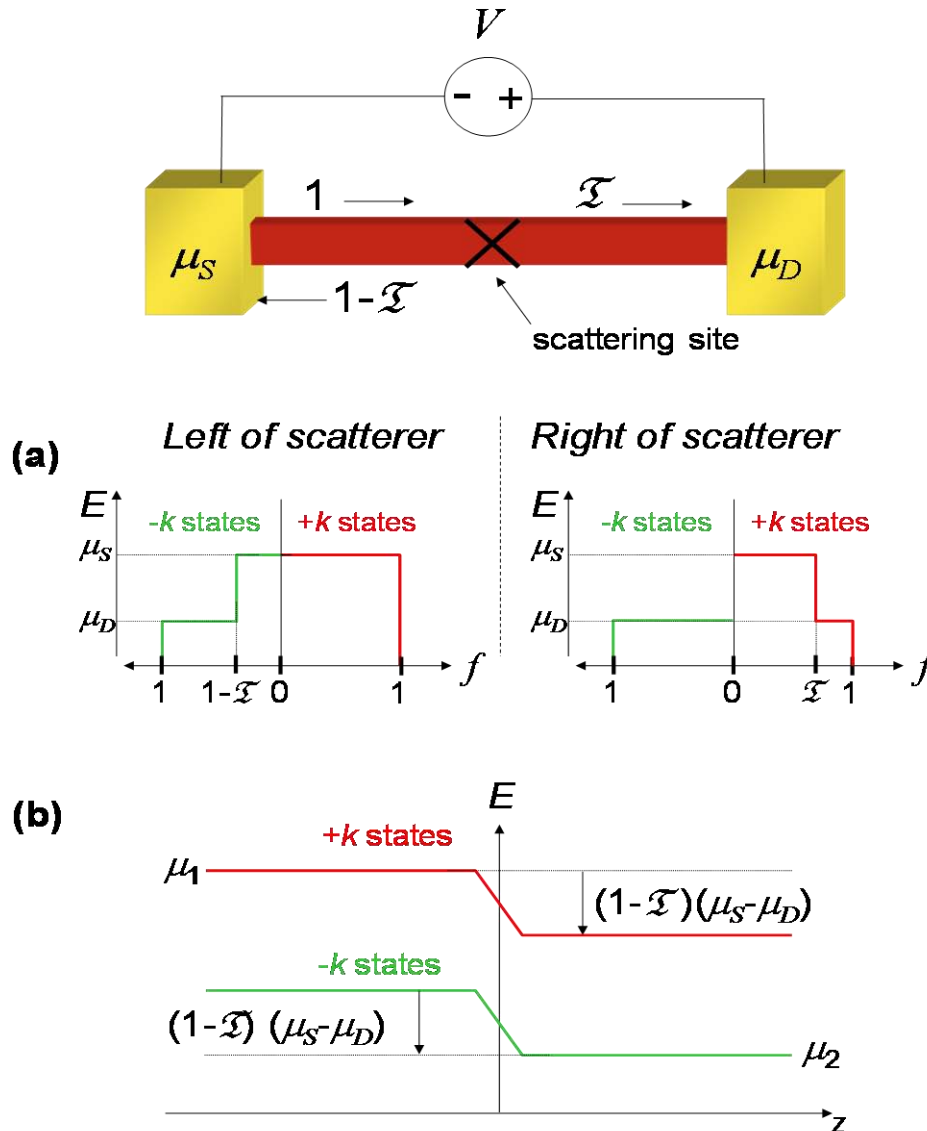 V
- +
1 𝔗
μS μD
1-𝔗
scattering site
(a)
Left of scatterer Right of scatterer
E -k states +k states E -k states +k states
μS μS
μD μD
1 1-𝔗 0 1 f 1 0 𝔗 1 f
(b)
E
+k states
μ1
(1-𝔗)(μS-μD)
-k states
(1-𝔗) (μS-μD)
μ2
z